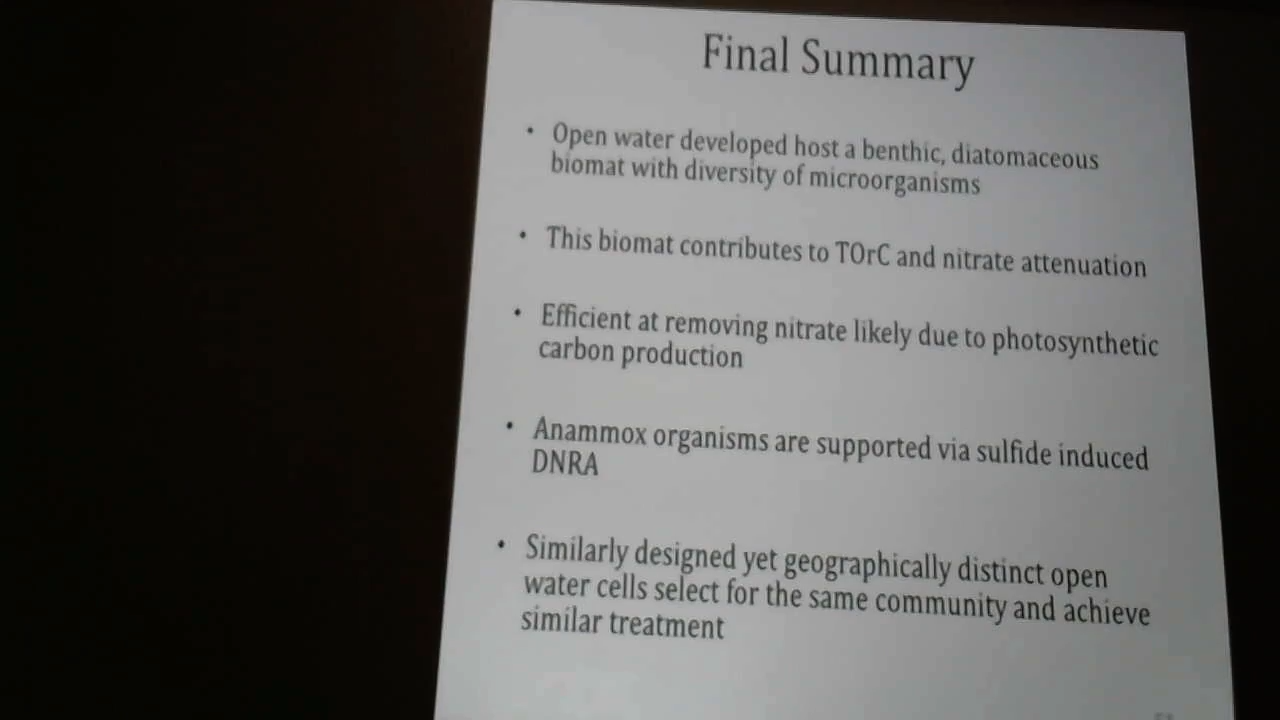 Final Summary
• Open water developed host a benthic, diatomaceous
biomat with diversity of microorganisms
• This biomat contributes to TOrC and nitrate attenuation
• Efficient at removing nitrate likely due to photosynthetic
carbon production
• Anammox organisms are supported via sulfide induced
DNRA
• Similarly designed yet geographically distinct open
water cells select for the same community and achieve
similar treatment